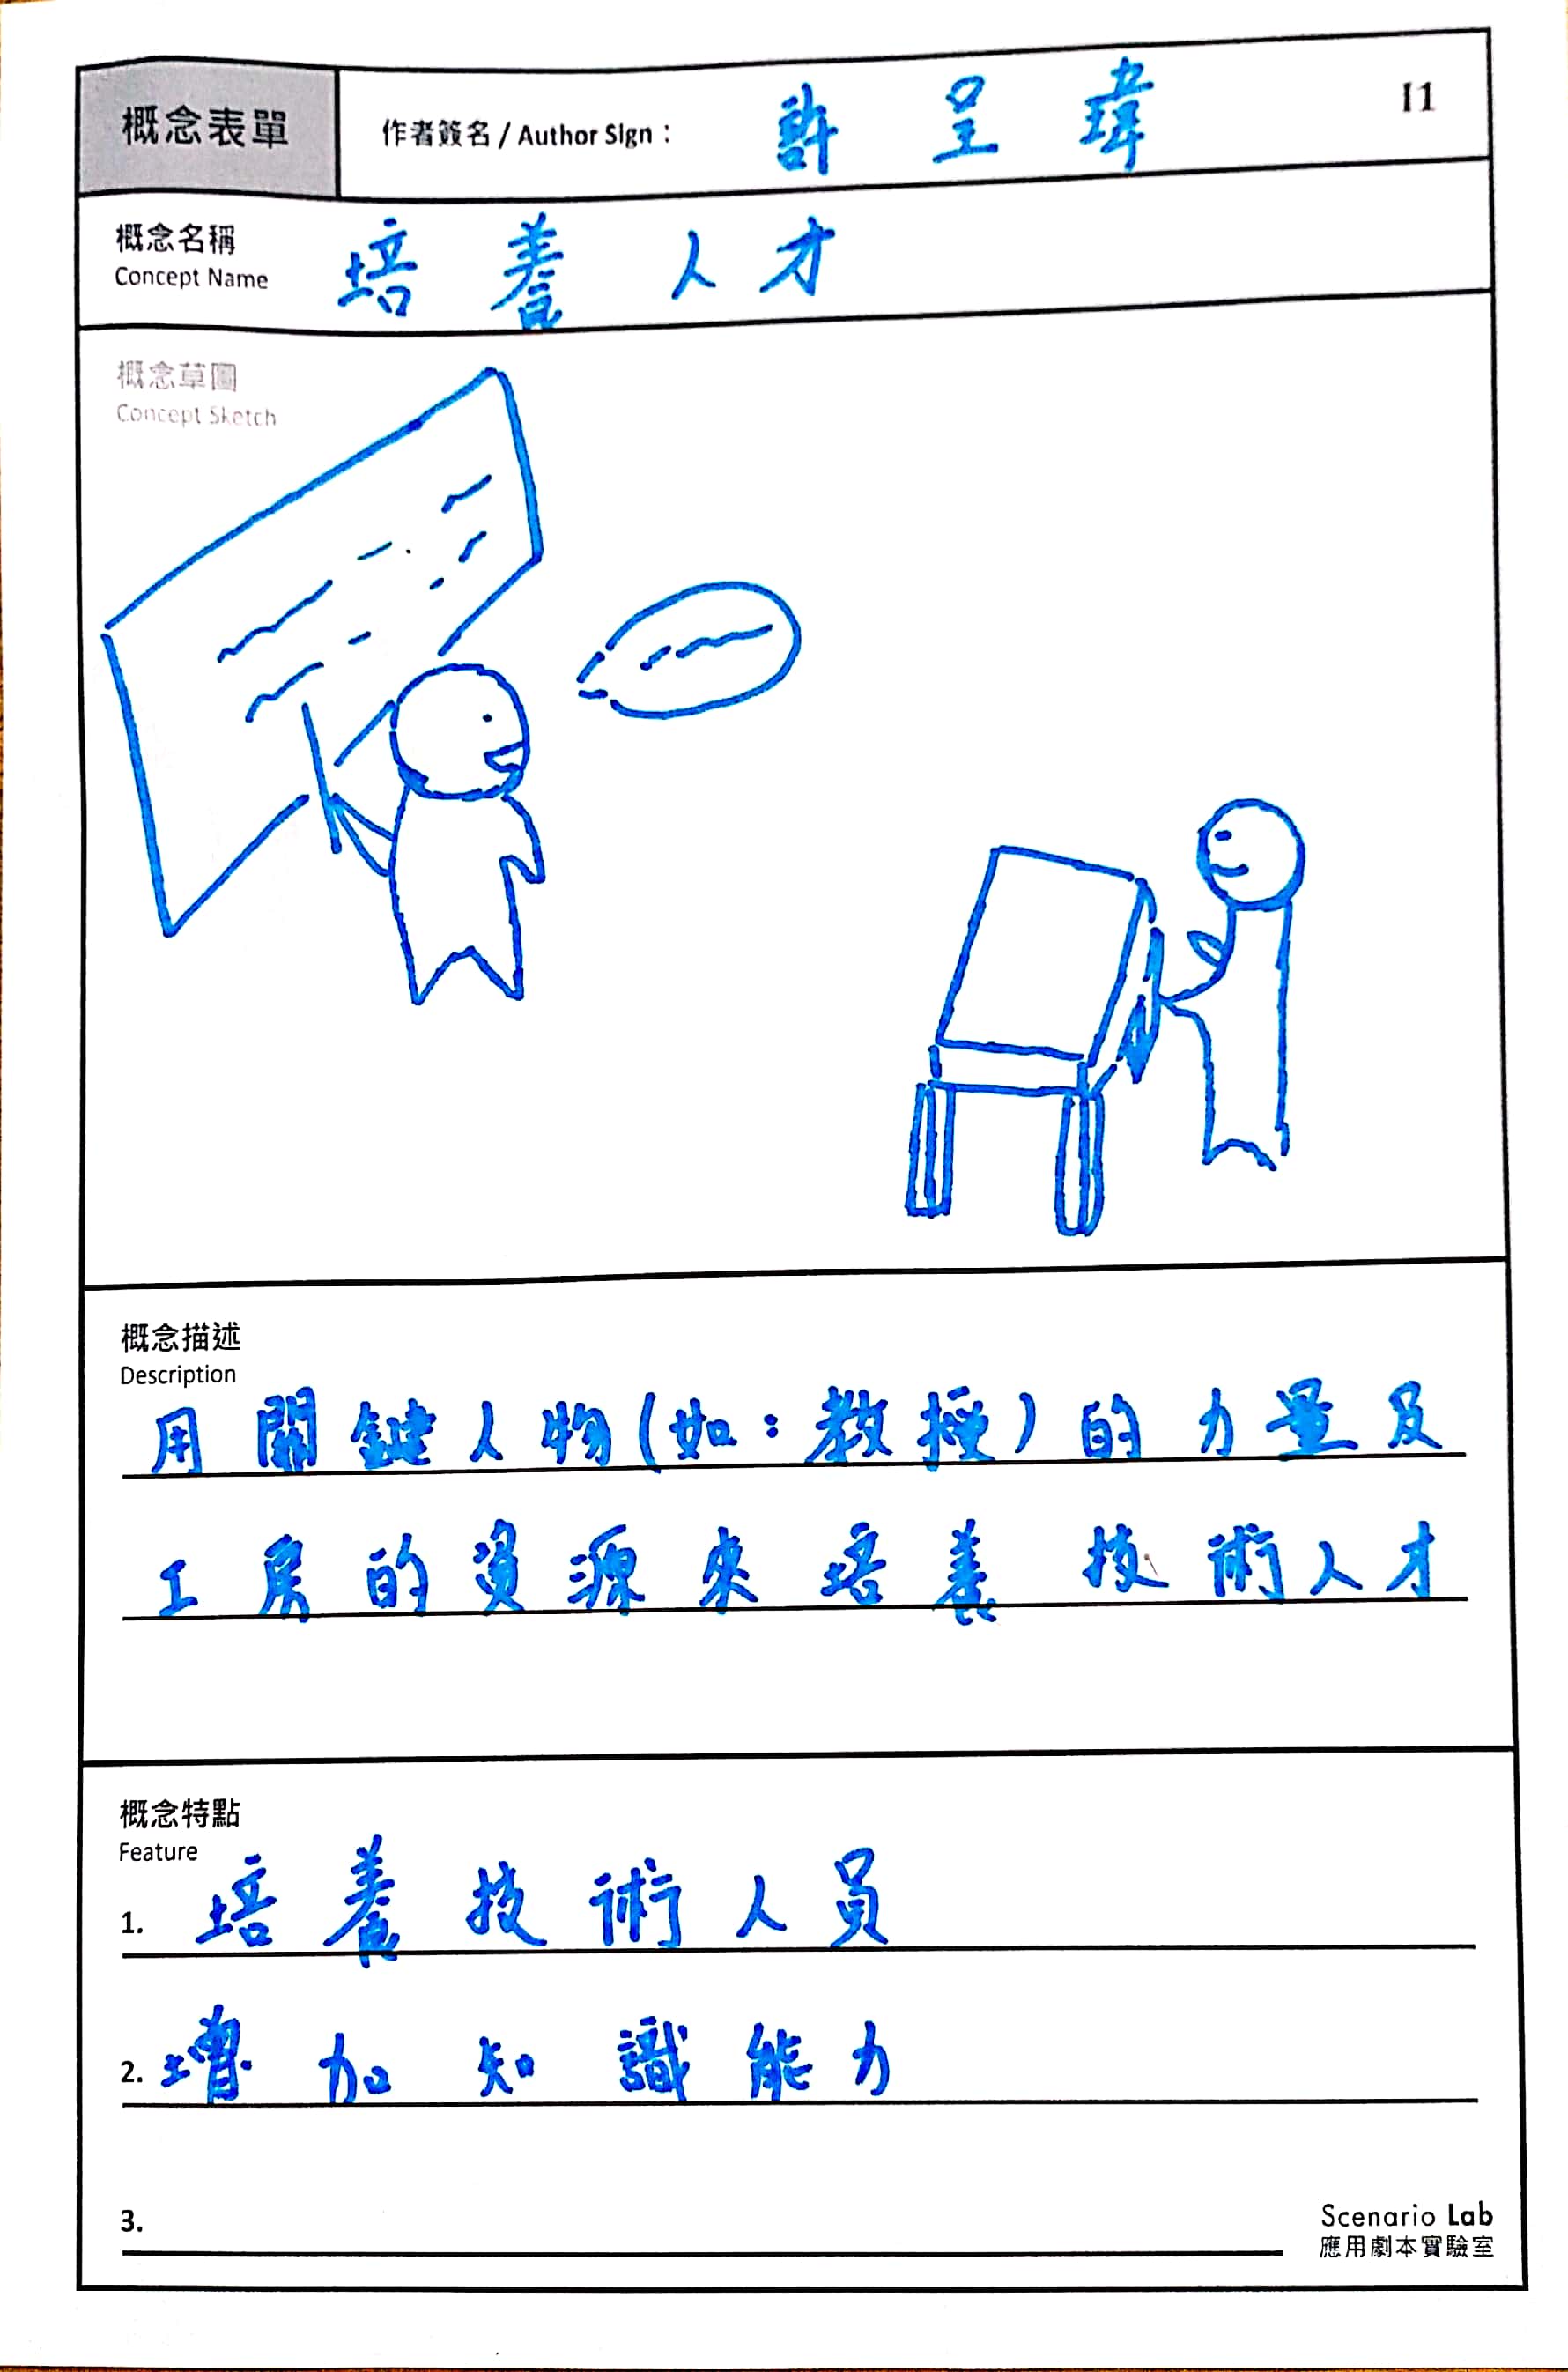 概念表單
作者簽名 / Author Sign： 許呈瑋
I1
概念名稱 培養人才
Concept Name
概念草圖
Concept Sketch
概念描述
Description
用關鍵人物(如：教授)的力量及
工房的資源來培養技術人才
概念特點
Feature
1. 培養技術人員
2. 增加知識能力
3.
Scenario Lab
應用劇本實驗室